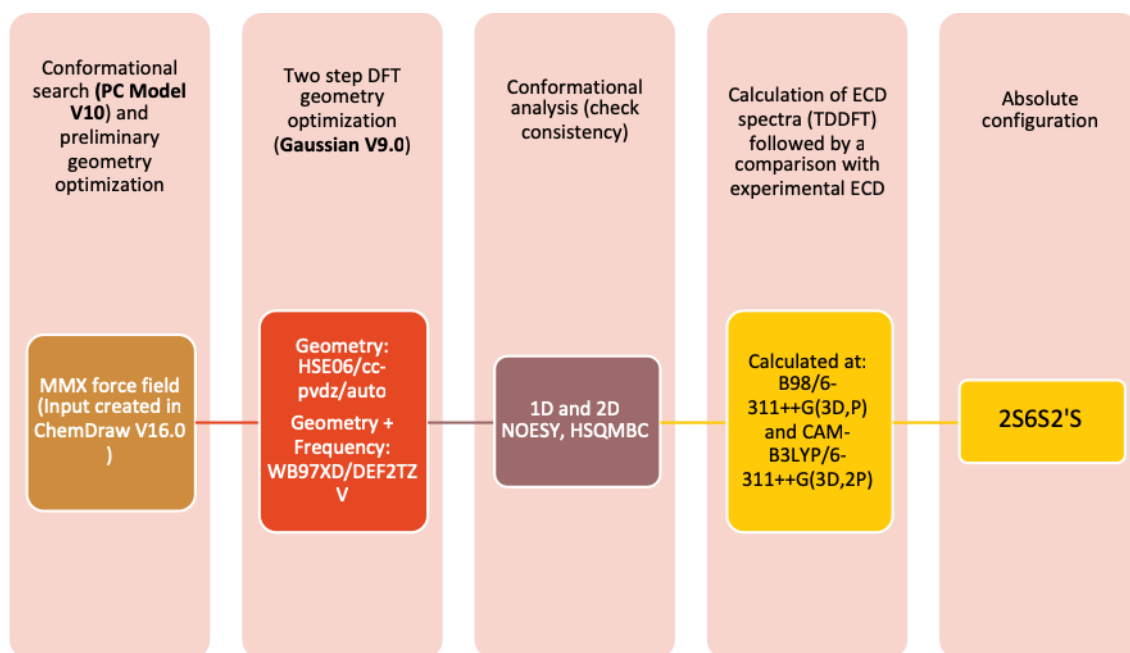 Conformational
search (PC Model
V10) and
preliminary
geometry
optimization
MMX force field
(Input created in
ChemDraw V16.0
)
Two step DFT
geometry
optimization
(Gaussian V9.0)
Geometry:
HSE06/cc-
pvdz/auto
Geometry +
Frequency:
WB97XD/DEF2TZ
V
Conformational
analysis (check
consistency)
1D and 2D
NOESY, HSQMBC
Calculation of ECD
spectra (TDDFT)
followed by a
comparison with
experimental ECD
Calculated at:
B98/6-
311++G(3D,P)
and CAM-
B3LYP/6-
311++G(3D,2P)
Absolute
configuration
2S6S2'S